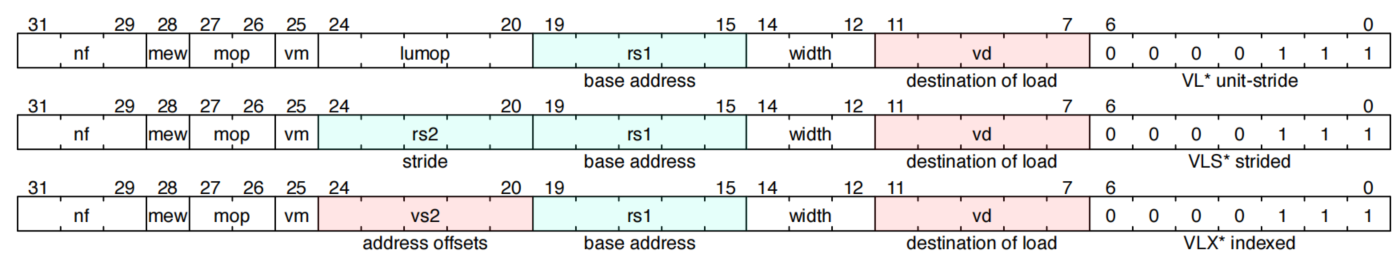 31 29 28 27 26 25 24 20 19 15 14 12 11 7 6 0
nf mew mop vm lumop rs1 width vd 0 0 0 0 1 1 1
base address destination of load VL* unit-stride
31 29 28 27 26 25 24 20 19 15 14 12 11 7 6 0
nf mew mop vm rs2 rs1 width vd 0 0 0 0 1 1 1
stride base address destination of load VLS* strided
31 29 28 27 26 25 24 20 19 15 14 12 11 7 6 0
nf mew mop vm vs2 rs1 width vd 0 0 0 0 1 1 1
address offsets base address destination of load VLX* indexed